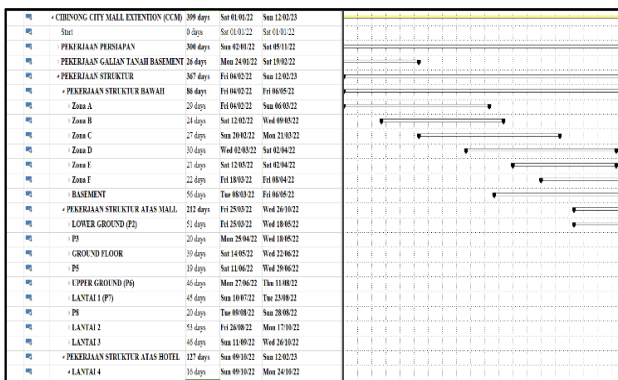 CIBINONG CITY MALL EXTENTION (CCM) 399 days Sat 01/01/22 Sun 12/02/23
Start 0 days Sat 01/01/22 Sat 01/01/22
PEKERJAAN PERSIAPAN 300 days Sun 02/01/22 Sat 05/11/22
PEKERJAAN GALIAN TANAH BASEMENT 26 days Mon 24/01/22 Sat 19/02/22
PEKERJAAN STRUKTUR 367 days Fri 04/02/22 Sun 12/02/23
PEKERJAAN STRUKTUR BAWAH 86 days Fri 04/02/22 Fri 06/05/22
Zona A 29 days Fri 04/02/22 Sun 06/03/22
Zona B 24 days Sat 12/02/22 Wed 09/03/22
Zona C 27 days Sun 20/02/22 Mon 21/03/22
Zona D 30 days Wed 02/03/22 Sat 02/04/22
Zona E 21 days Sat 12/03/22 Sat 02/04/22
Zona F 22 days Fri 18/03/22 Fri 08/04/22
BASEMENT 56 days Tue 08/03/22 Fri 06/05/22
PEKERJAAN STRUKTUR ATAS MALL 212 days Fri 25/03/22 Wed 26/10/22
LOWER GROUND (P2) 51 days Fri 25/03/22 Wed 18/05/22
P3 20 days Mon 25/04/22 Wed 18/05/22
GROUND FLOOR 39 days Sat 14/05/22 Wed 22/06/22
P5 19 days Sat 11/06/22 Wed 29/06/22
UPPER GROUND (P6) 46 days Mon 27/06/22 Thu 11/08/22
LANTAI 1 (P7) 45 days Sun 10/07/22 Tue 23/08/22
P8 20 days Tue 09/08/22 Sun 28/08/22
LANTAI 2 53 days Fri 26/08/22 Mon 17/10/22
LANTAI 3 46 days Sun 11/09/22 Wed 26/10/22
PEKERJAAN STRUKTUR ATAS HOTEL 127 days Sun 09/10/22 Sun 12/02/23
LANTAI 4 16 days Sun 09/10/22 Mon 24/10/22